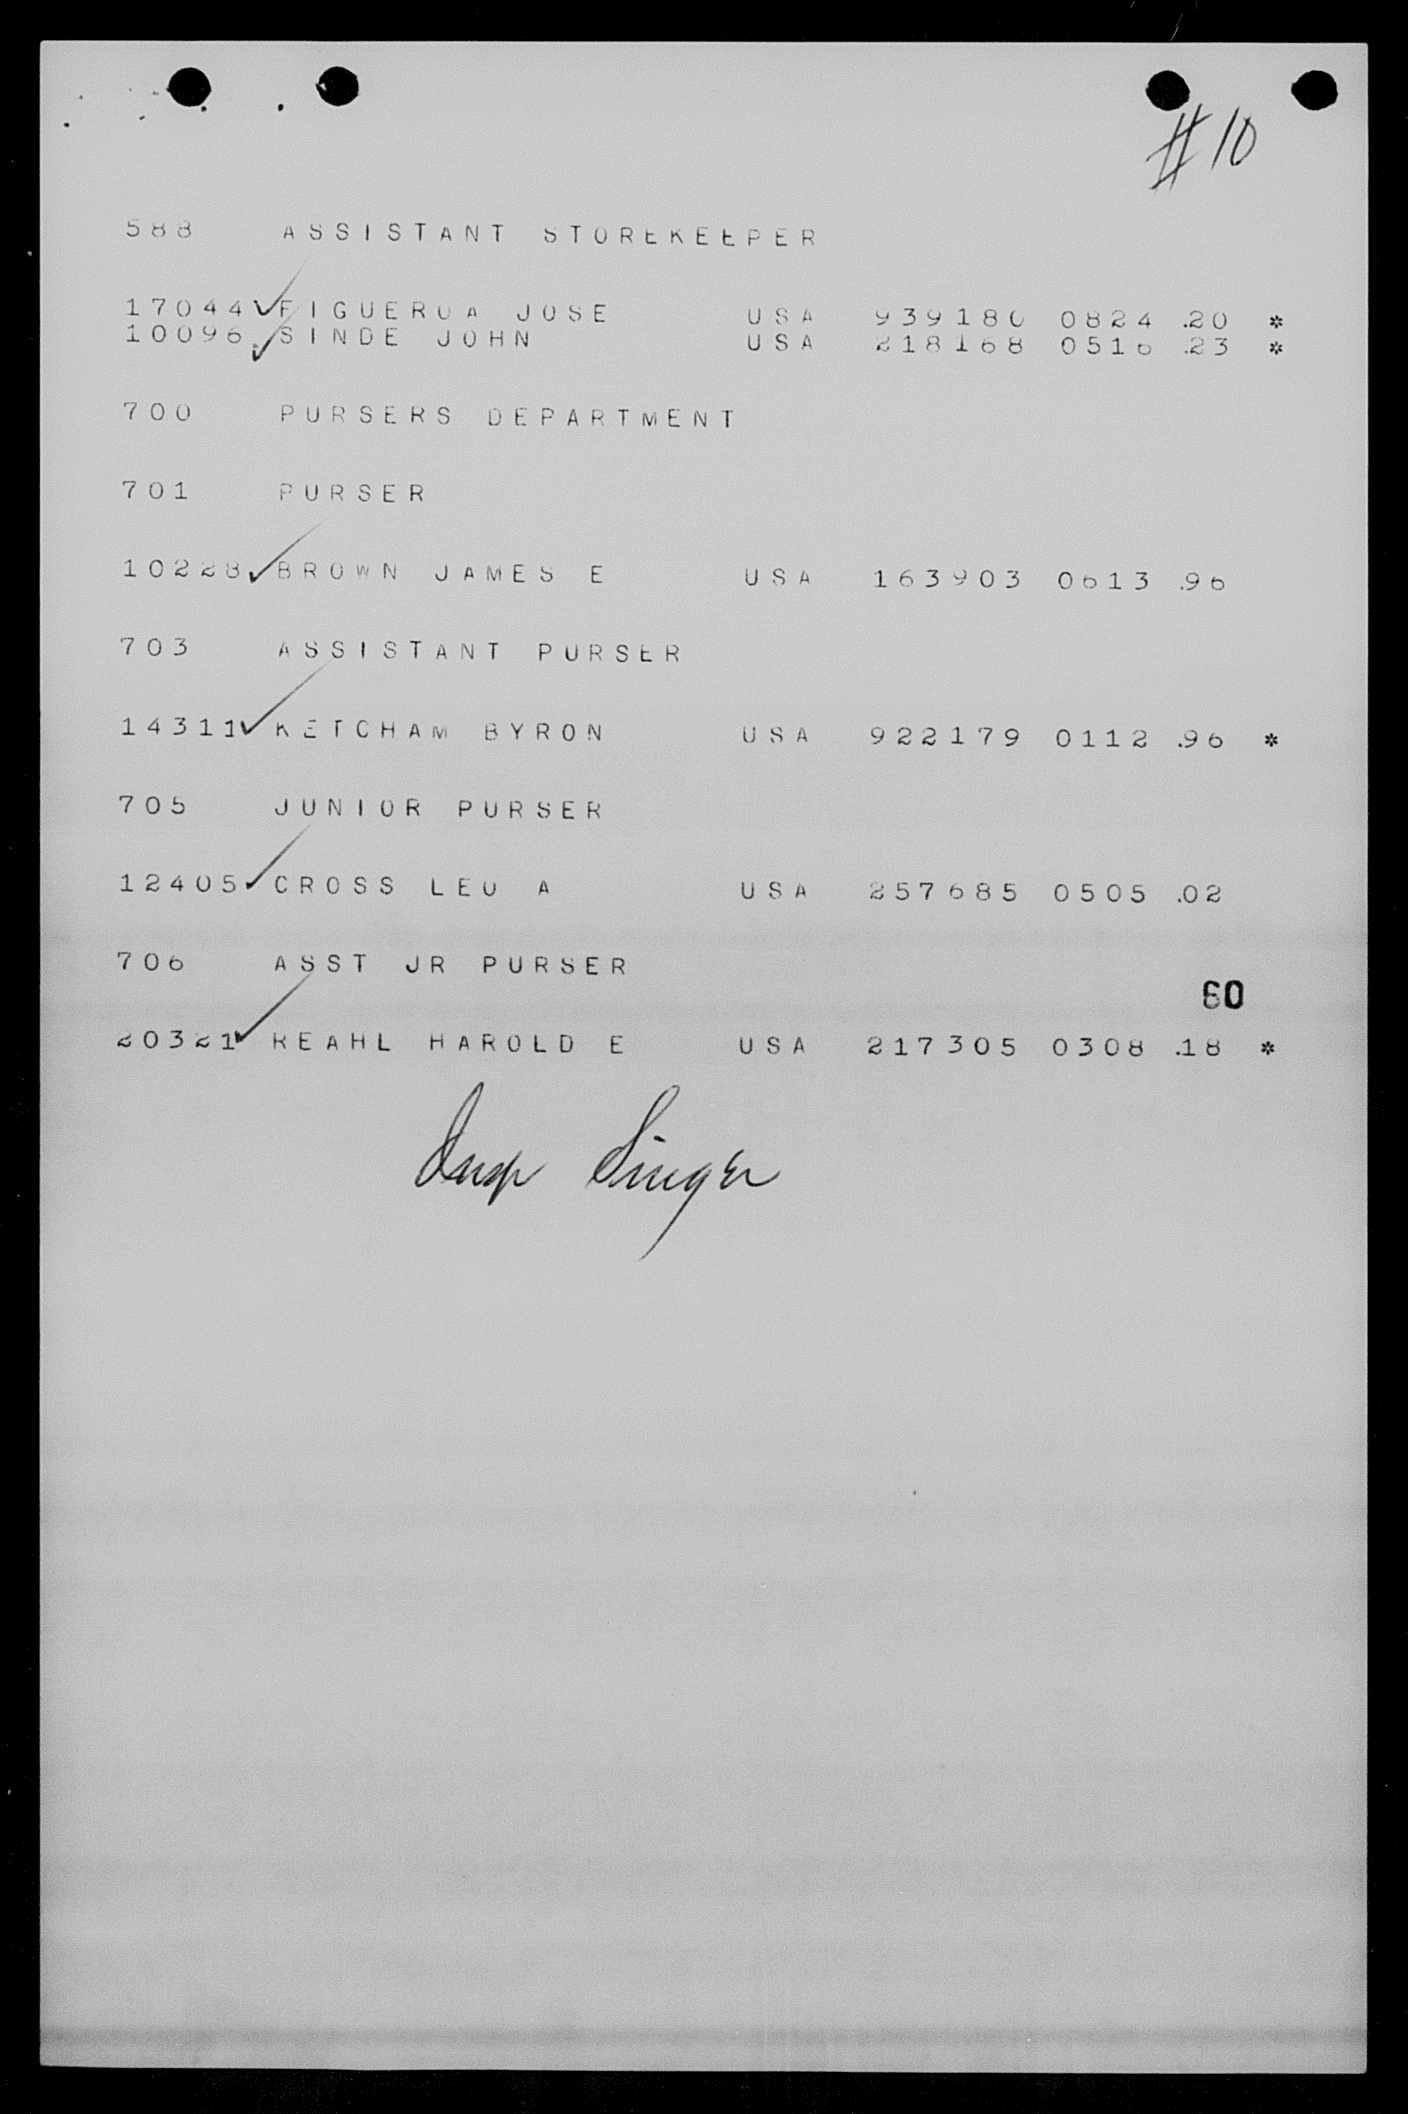 #10
588 ASSISTANT STOREKEEPER
17044 ✓ FIGUEROA JOSE USA 939180 0824 .20 *
10096 ✓ SINDE JOHN USA 218168 0516 .23 *
700 PURSERS DEPARTMENT
701 PURSER
10228 ✓ BROWN JAMES E USA 163903 0613 .96
703 ASSISTANT PURSER
14311 ✓ KETCHAM BYRON USA 922179 0112 .96 *
705 JUNIOR PURSER
12405 ✓ CROSS LEO A USA 257685 0505 .02
706 ASST JR PURSER
60
20321 ✓ REAHL HAROLD E USA 217305 0308 .18 *
Insp Singer